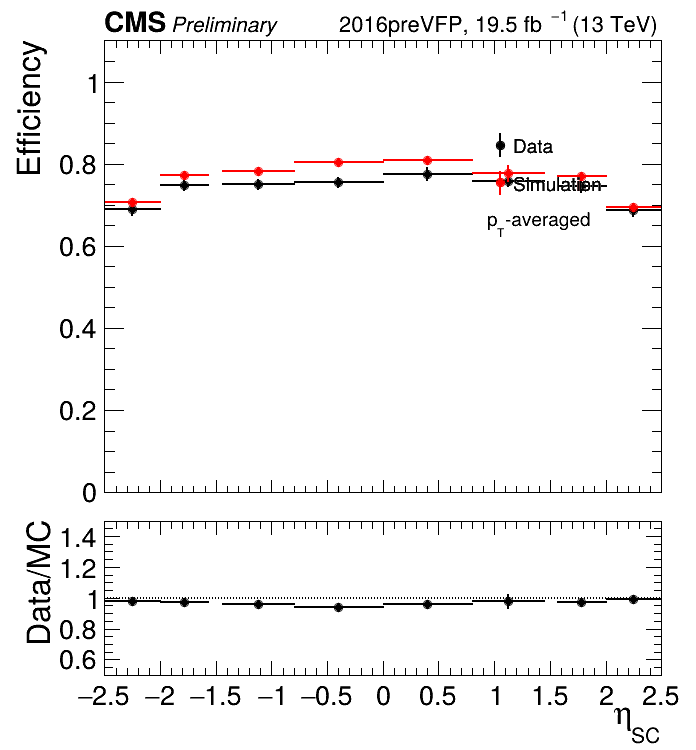 CMS Preliminary 2016preVFP, 19.5 fb⁻¹ (13 TeV)
Efficiency
1
0.8
0.6
0.4
0.2
0
Data
Simulation
p_T-averaged
Data/MC
1.4
1.2
1
0.8
0.6
−2.5 −2 −1.5 −1 −0.5 0 0.5 1 1.5 2 2.5
η_SC